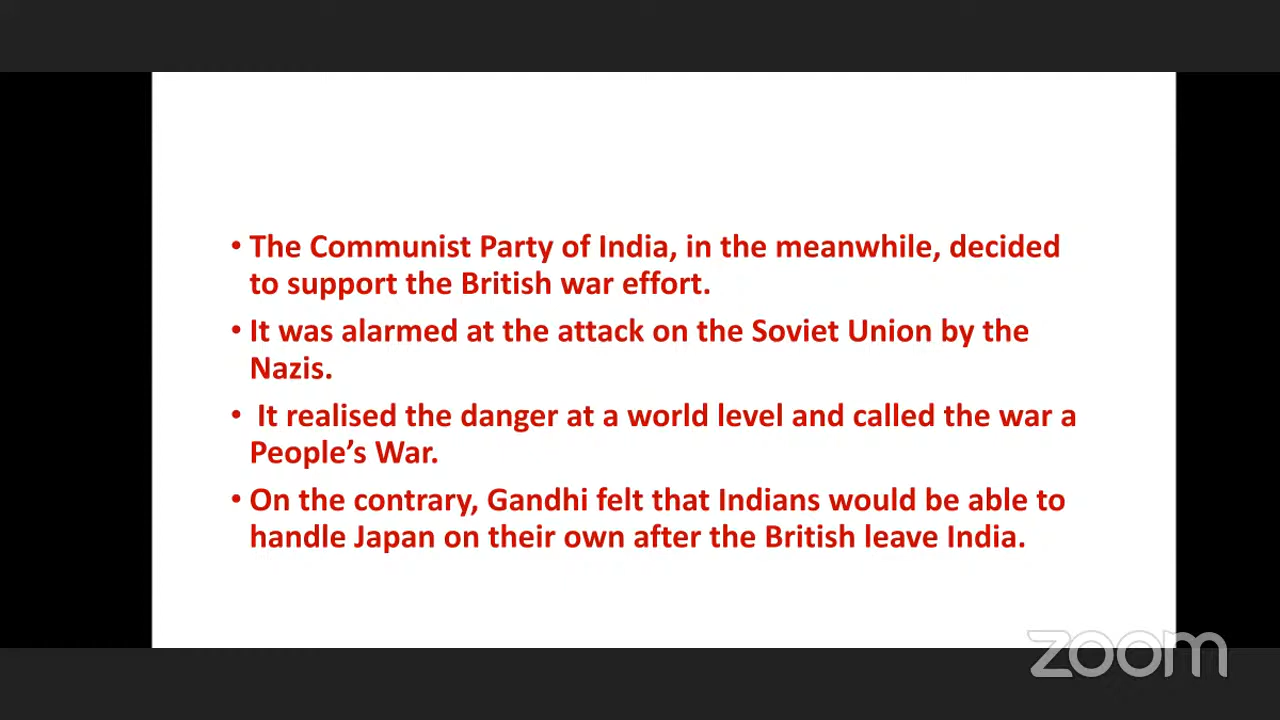 • The Communist Party of India, in the meanwhile, decided
to support the British war effort.
• It was alarmed at the attack on the Soviet Union by the
Nazis.
• It realised the danger at a world level and called the war a
People’s War.
• On the contrary, Gandhi felt that Indians would be able to
handle Japan on their own after the British leave India.
zoom